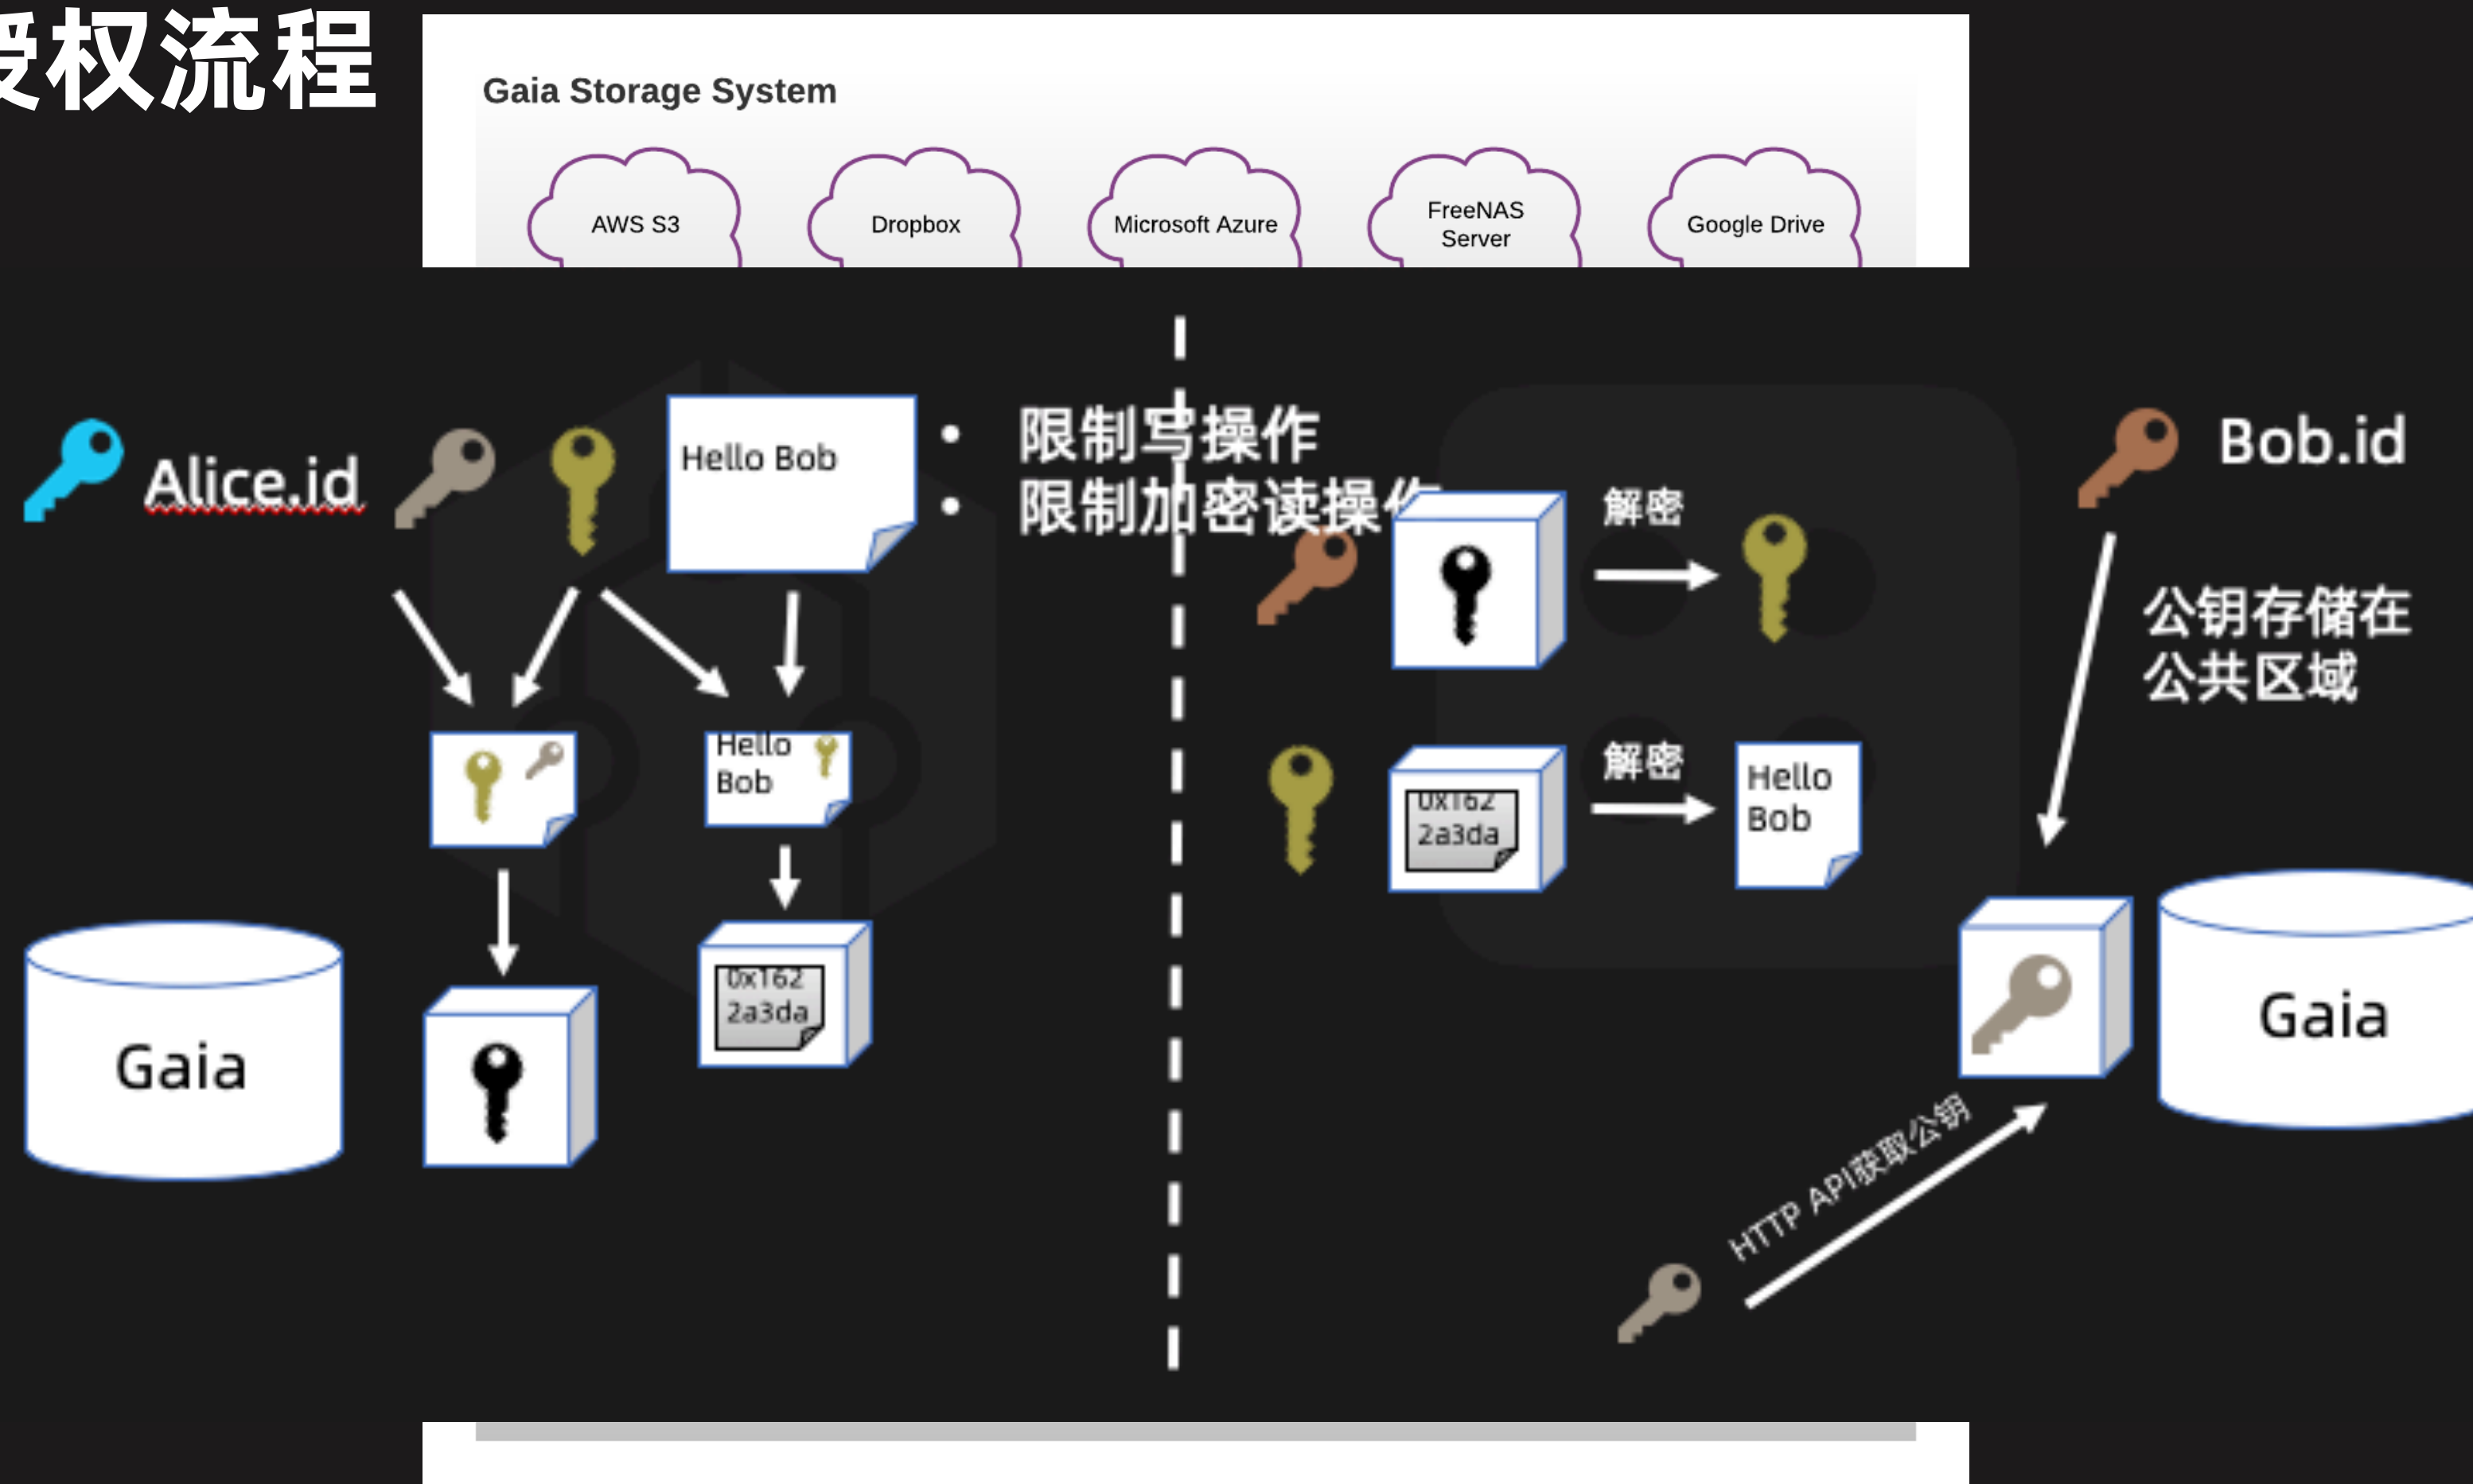 授权流程
Gaia Storage System
AWS S3
Dropbox
Microsoft Azure
FreeNAS
Server
Google Drive
Alice.id
Hello Bob
• 限制写操作
• 限制加密读操作
解密
Bob.id
公钥存储在
公共区域
Hello
Bob
解密
0x162
2a3da
Hello
Bob
0x162
2a3da
Gaia
Gaia
HTTP API获取公钥